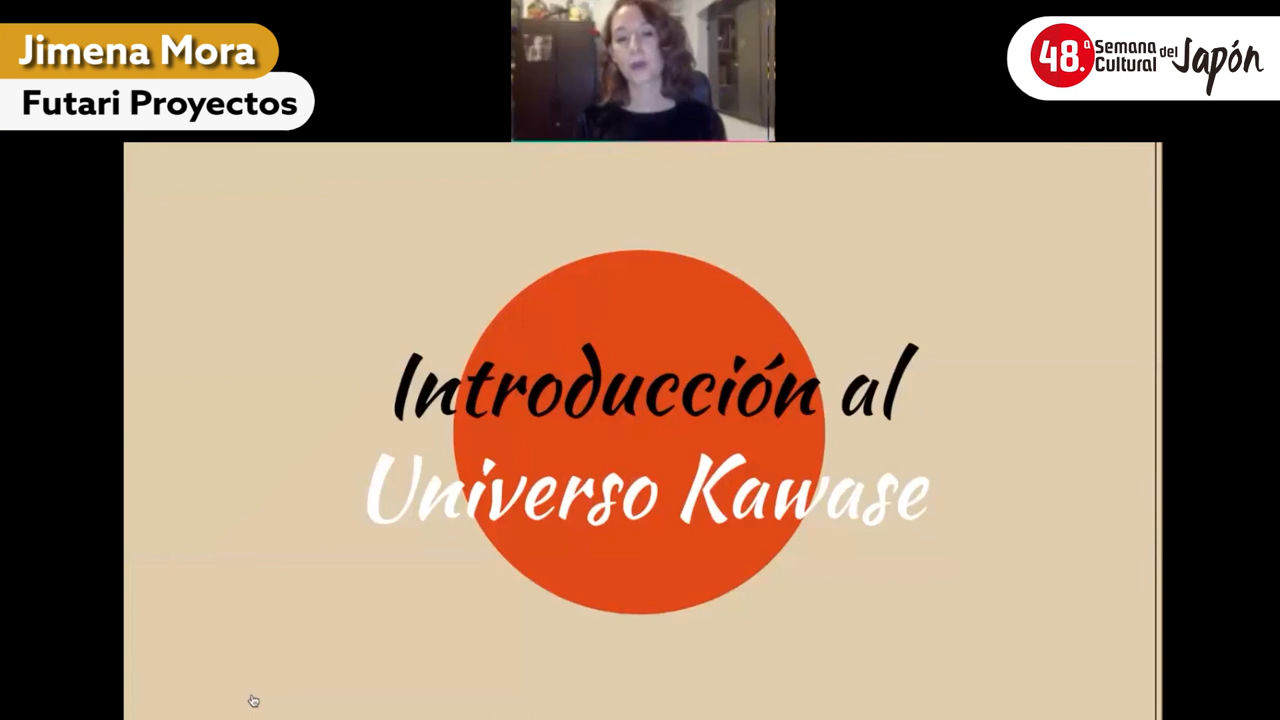 Jimena Mora
Futari Proyectos
48.ª Semana del Japón
Cultural
Introducción al
Universo Kawase